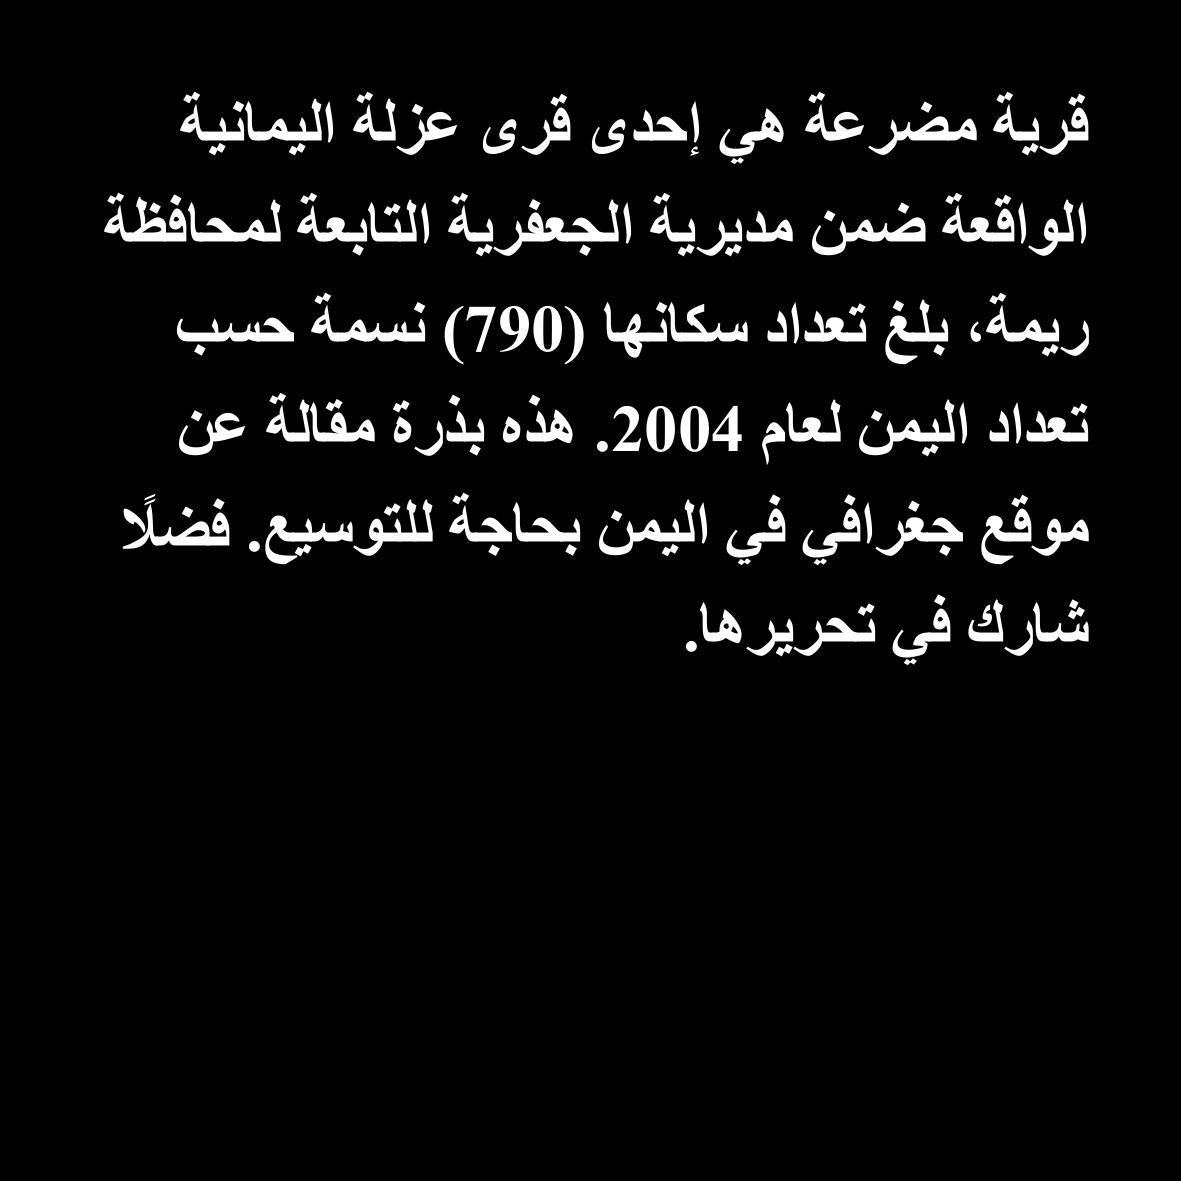 قرية مضرعة هي إحدى قرى عزلة اليمانية
الواقعة ضمن مديرية الجعفرية التابعة لمحافظة
ريمة، بلغ تعداد سكانها (790) نسمة حسب
تعداد اليمن لعام 2004. هذه بذرة مقالة عن
موقع جغرافي في اليمن بحاجة للتوسيع. فضلًا
شارك في تحريرها.